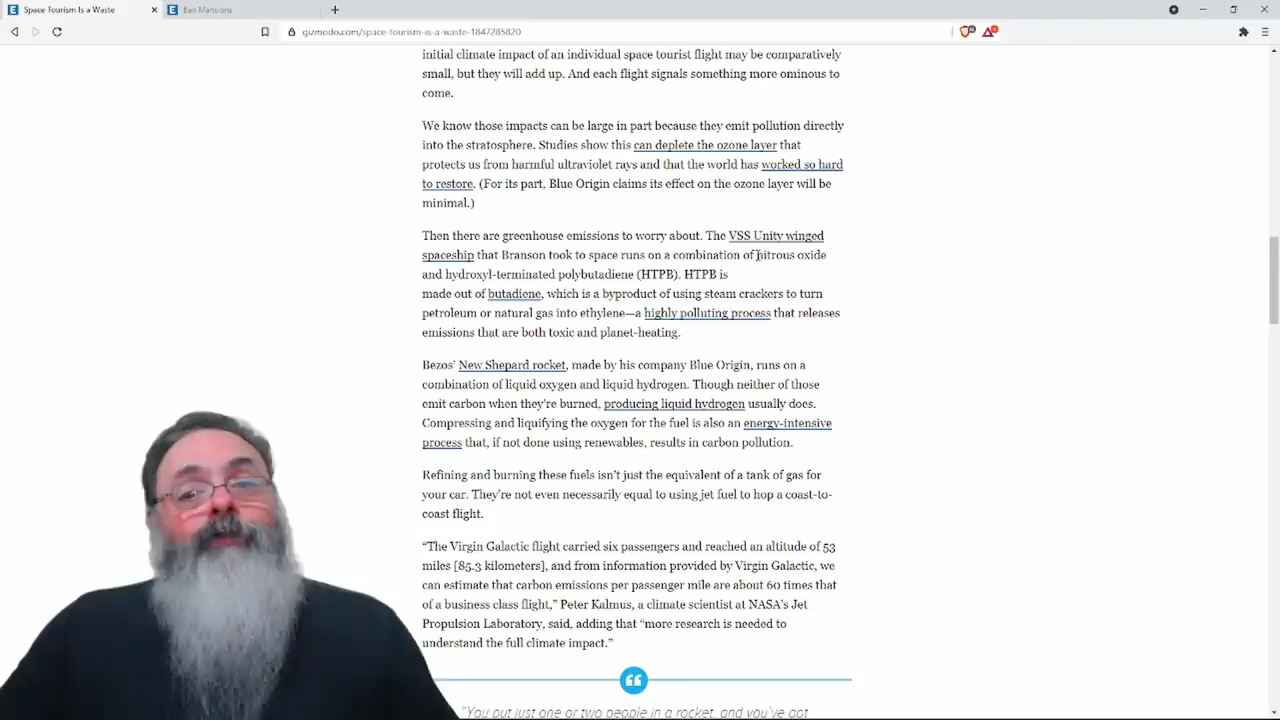 Space Tourism Is a Waste
Ban Mansions
gizmodo.com/space-tourism-is-a-waste-1847285820
initial climate impact of an individual space tourist flight may be comparatively
small, but they will add up. And each flight signals something more ominous to
come.
We know those impacts can be large in part because they emit pollution directly
into the stratosphere. Studies show this can deplete the ozone layer that
protects us from harmful ultraviolet rays and that the world has worked so hard
to restore. (For its part, Blue Origin claims its effect on the ozone layer will be
minimal.)
Then there are greenhouse emissions to worry about. The VSS Unity winged
spaceship that Branson took to space runs on a combination of nitrous oxide
and hydroxyl-terminated polybutadiene (HTPB). HTPB is
made out of butadiene, which is a byproduct of using steam crackers to turn
petroleum or natural gas into ethylene—a highly polluting process that releases
emissions that are both toxic and planet-heating.
Bezos' New Shepard rocket, made by his company Blue Origin, runs on a
combination of liquid oxygen and liquid hydrogen. Though neither of those
emit carbon when they're burned, producing liquid hydrogen usually does.
Compressing and liquifying the oxygen for the fuel is also an energy-intensive
process that, if not done using renewables, results in carbon pollution.
Refining and burning these fuels isn't just the equivalent of a tank of gas for
your car. They're not even necessarily equal to using jet fuel to hop a coast-to-
coast flight.
“The Virgin Galactic flight carried six passengers and reached an altitude of 53
miles [85.3 kilometers], and from information provided by Virgin Galactic, we
can estimate that carbon emissions per passenger mile are about 60 times that
of a business class flight,” Peter Kalmus, a climate scientist at NASA's Jet
Propulsion Laboratory, said, adding that “more research is needed to
understand the full climate impact.”
"You put just one or two people in a rocket, and you've got